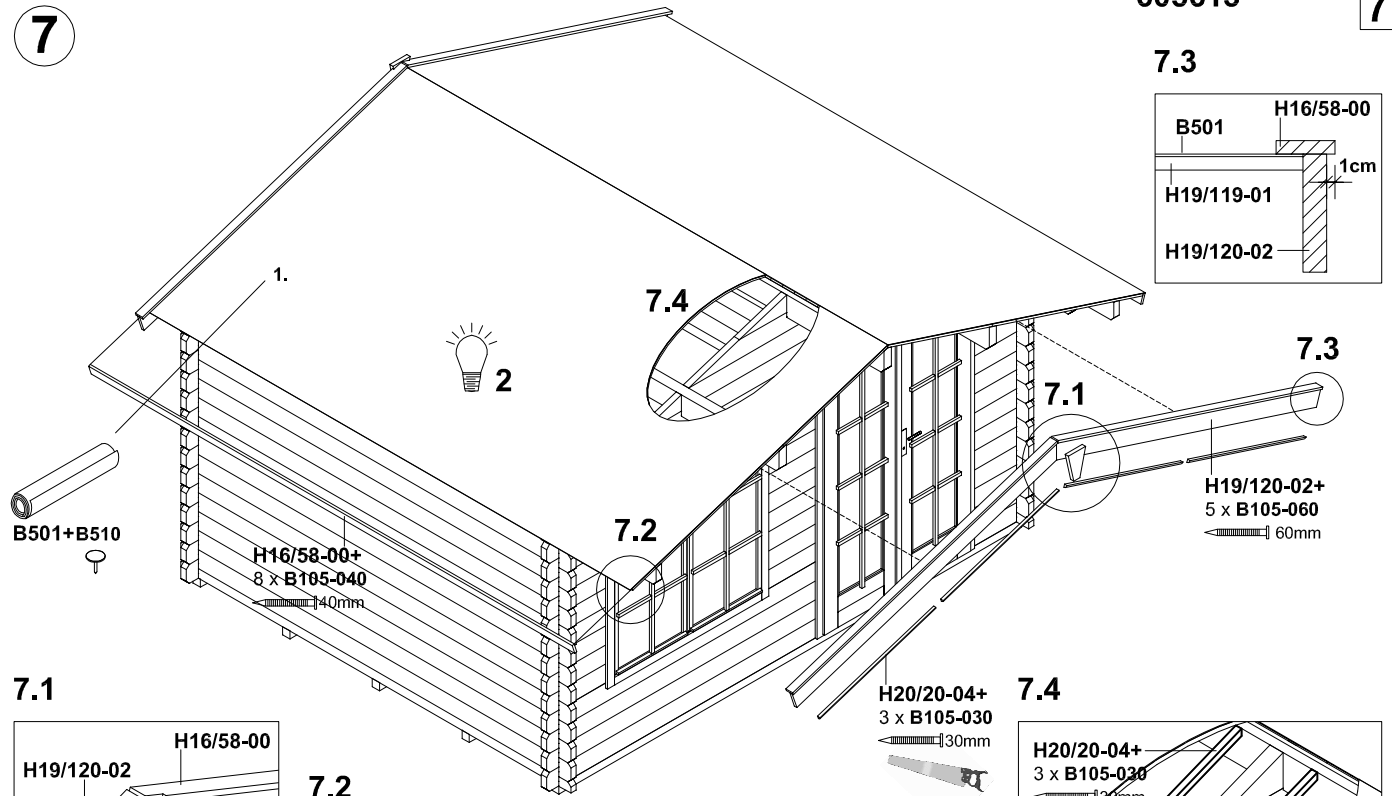 7
7.3
H16/58-00
B501
1cm
H19/119-01
H19/120-02
1.
7.4
2
7.3
7.1
H19/120-02+
5 x B105-060
60mm
B501+B510
7.2
H16/58-00+
8 x B105-040
40mm
H20/20-04+
3 x B105-030
30mm
7.1
H16/58-00
H19/120-02
7.2
7.4
H20/20-04+
3 x B105-030